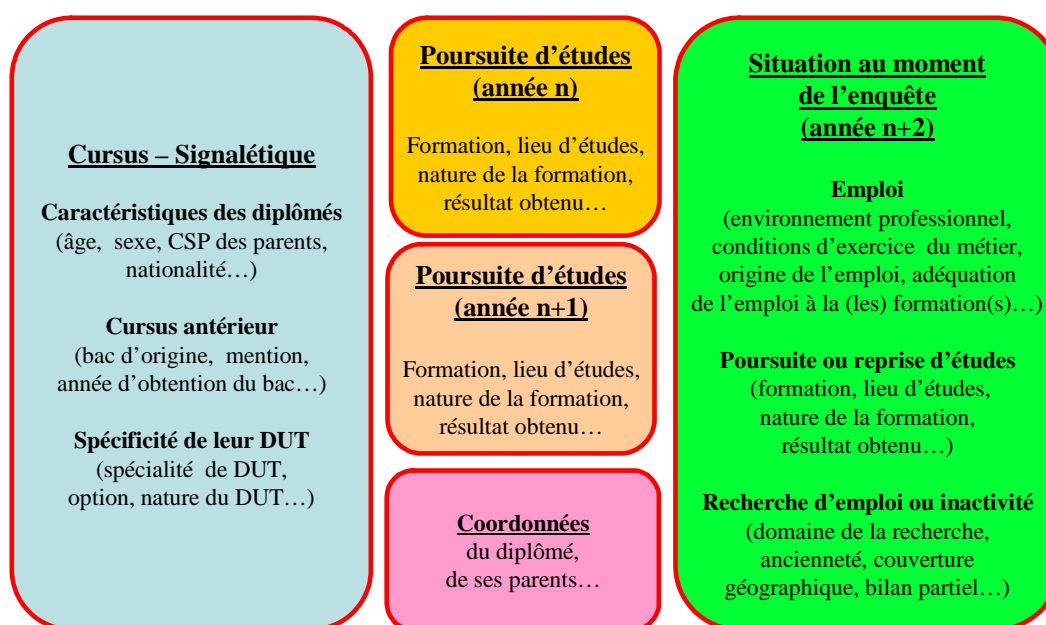 Cursus – Signalétique
Caractéristiques des diplômés
(âge, sexe, CSP des parents,
nationalité…)
Cursus antérieur
(bac d’origine, mention,
année d’obtention du bac…)
Spécificité de leur DUT
(spécialité de DUT,
option, nature du DUT…)
Poursuite d’études
(année n)
Formation, lieu d’études,
nature de la formation,
résultat obtenu…
Poursuite d’études
(année n+1)
Formation, lieu d’études,
nature de la formation,
résultat obtenu…
Coordonnées
du diplômé,
de ses parents…
Situation au moment
de l’enquête
(année n+2)
Emploi
(environnement professionnel,
conditions d’exercice du métier,
origine de l’emploi, adéquation
de l’emploi à la (les) formation(s)…)
Poursuite ou reprise d’études
(formation, lieu d’études,
nature de la formation,
résultat obtenu…)
Recherche d’emploi ou inactivité
(domaine de la recherche,
ancienneté, couverture
géographique, bilan partiel…)